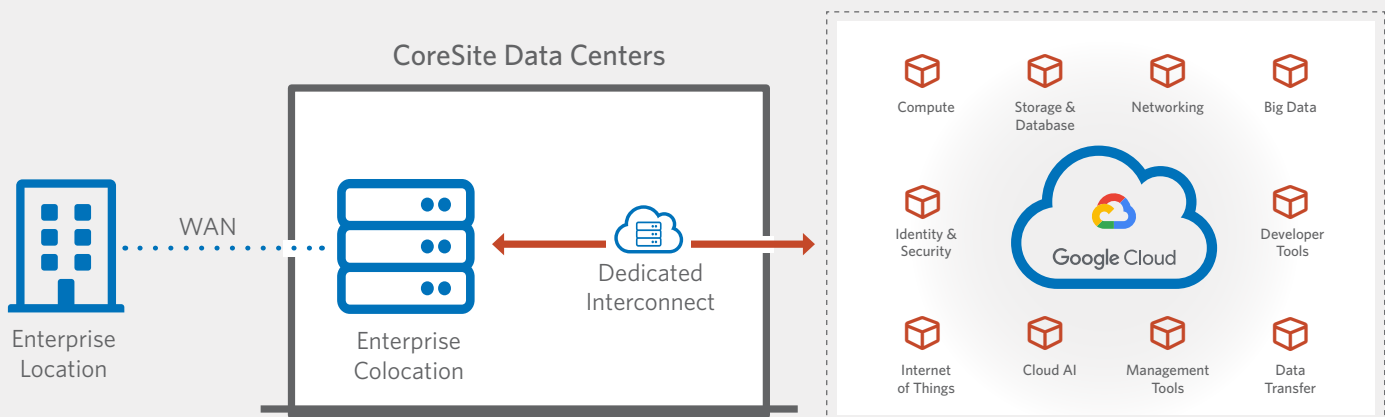 CoreSite Data Centers
WAN
Enterprise
Location
Enterprise
Colocation
Dedicated
Interconnect
Compute
Storage &
Database
Networking
Big Data
Identity &
Security
Google Cloud
Developer
Tools
Internet
of Things
Cloud AI
Management
Tools
Data
Transfer